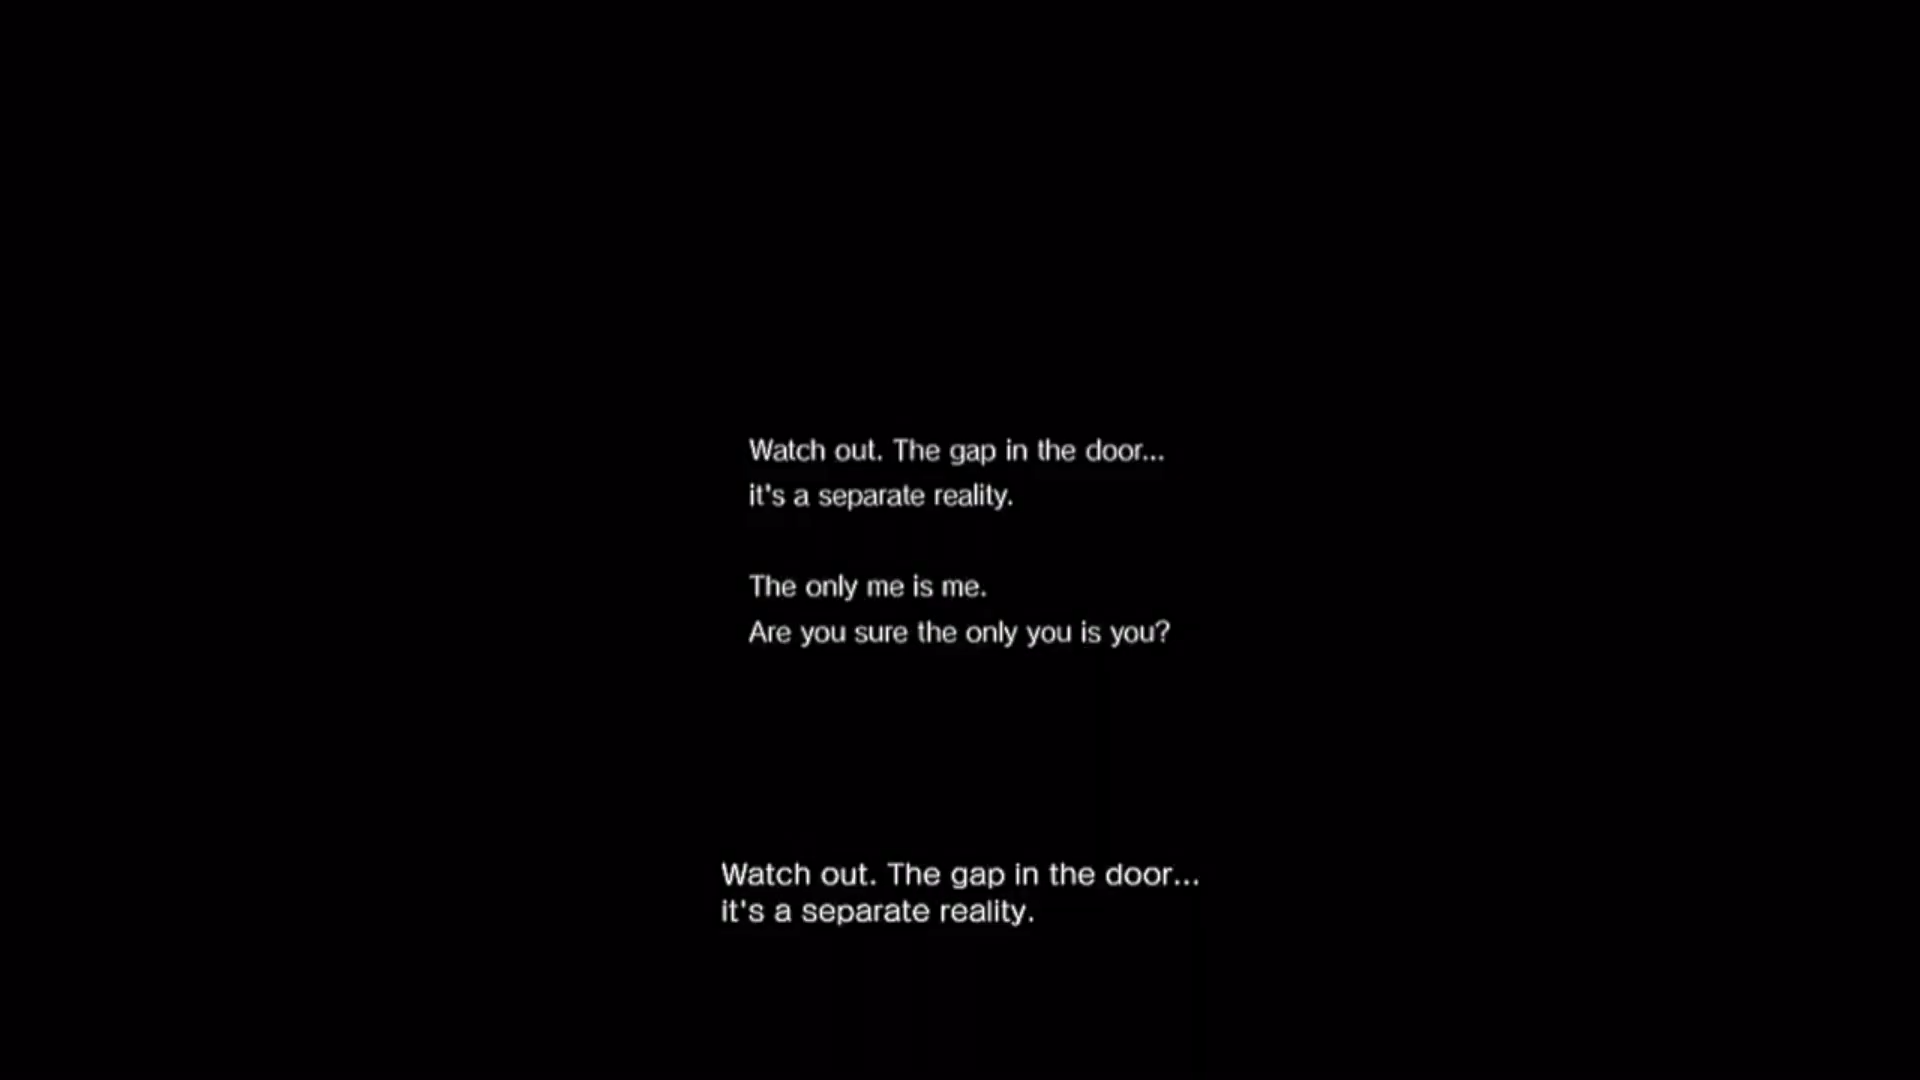 Watch out. The gap in the door...
it's a separate reality.
The only me is me.
Are you sure the only you is you?
Watch out. The gap in the door...
it's a separate reality.